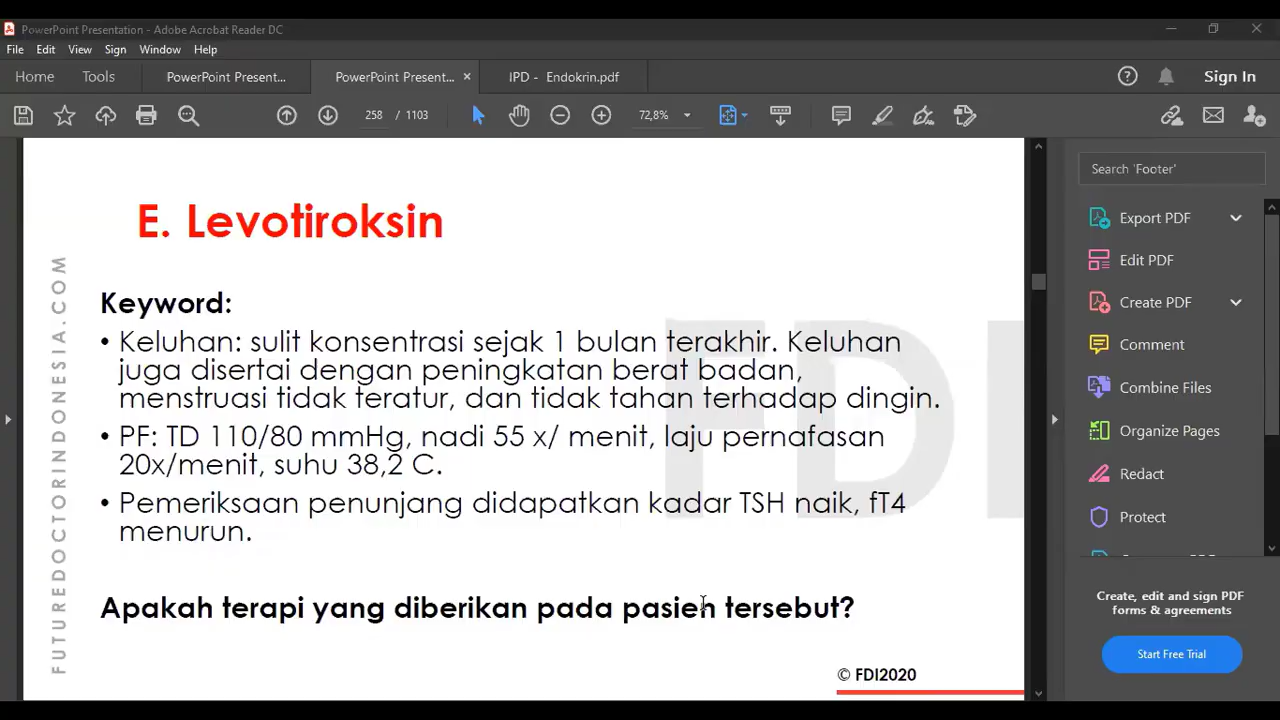 PowerPoint Presentation - Adobe Acrobat Reader DC
File Edit View Sign Window Help
Home Tools PowerPoint Present... PowerPoint Present... × IPD - Endokrin.pdf Sign In
258 / 1103 72,8%
E. Levotiroksin
Keyword:
• Keluhan: sulit konsentrasi sejak 1 bulan terakhir. Keluhan
juga disertai dengan peningkatan berat badan,
menstruasi tidak teratur, dan tidak tahan terhadap dingin.
• PF: TD 110/80 mmHg, nadi 55 x/ menit, laju pernafasan
20x/menit, suhu 38,2 C.
• Pemeriksaan penunjang didapatkan kadar TSH naik, fT4
menurun.
Apakah terapi yang diberikan pada pasien tersebut?
© FDI2020
FUTUREDOCTORINDONESIA.COM
FDI
Search 'Footer'
Export PDF
Edit PDF
Create PDF
Comment
Combine Files
Organize Pages
Redact
Protect
Create, edit and sign PDF
forms & agreements
Start Free Trial